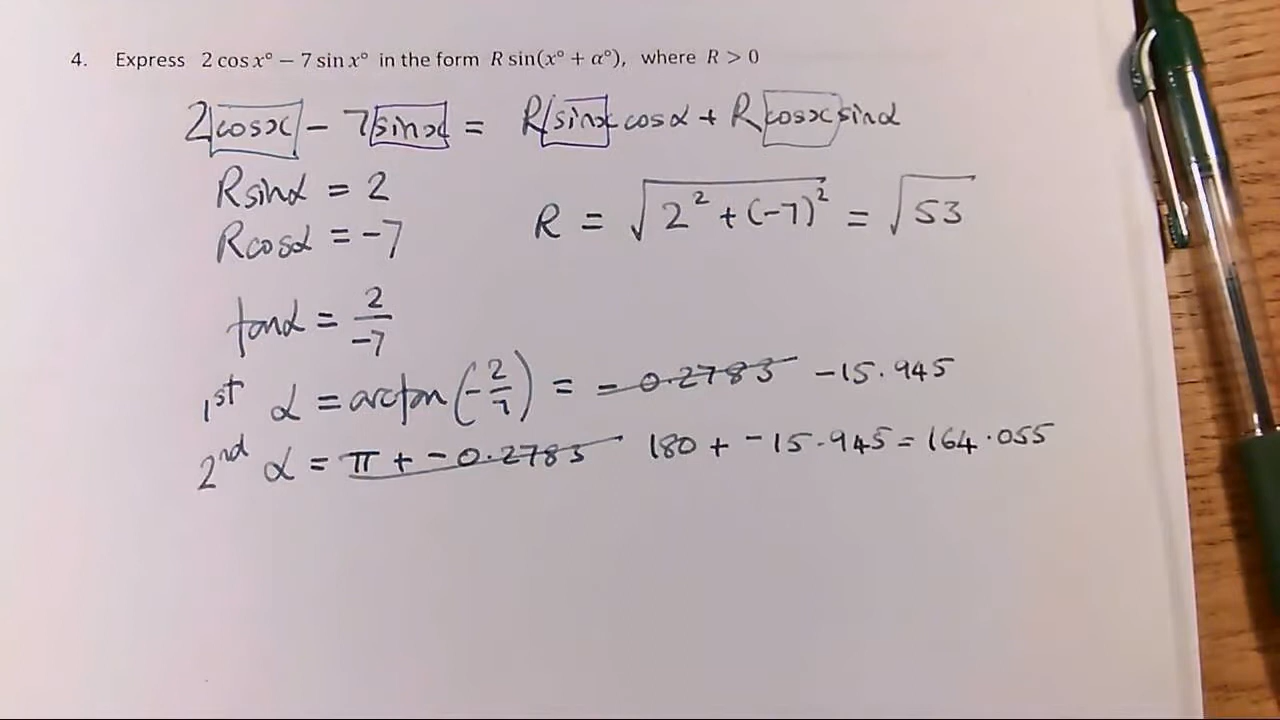 4. Express 2 cos x° − 7 sin x° in the form R sin(x° + α°), where R > 0
2cosx − 7sinx = Rsinx cosα + Rcosx sinα
Rsinα = 2
Rcosα = −7
R = √(2² + (−7)²) = √53
tanα = 2/−7
1st α = arctan(−2/7) = −0.2783 −15.945
2nd α = π + −0.2783 180 + −15.945 = 164.055